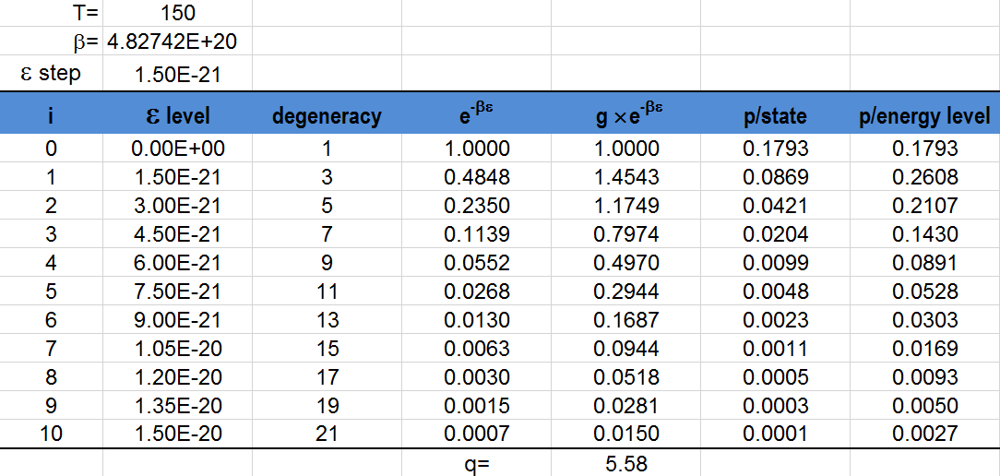 T= 150
β= 4.82742E+20
ε step 1.50E-21
i ε level degeneracy e^-βε g ×e^-βε p/state p/energy level
0 0.00E+00 1 1.0000 1.0000 0.1793 0.1793
1 1.50E-21 3 0.4848 1.4543 0.0869 0.2608
2 3.00E-21 5 0.2350 1.1749 0.0421 0.2107
3 4.50E-21 7 0.1139 0.7974 0.0204 0.1430
4 6.00E-21 9 0.0552 0.4970 0.0099 0.0891
5 7.50E-21 11 0.0268 0.2944 0.0048 0.0528
6 9.00E-21 13 0.0130 0.1687 0.0023 0.0303
7 1.05E-20 15 0.0063 0.0944 0.0011 0.0169
8 1.20E-20 17 0.0030 0.0518 0.0005 0.0093
9 1.35E-20 19 0.0015 0.0281 0.0003 0.0050
10 1.50E-20 21 0.0007 0.0150 0.0001 0.0027
q= 5.58